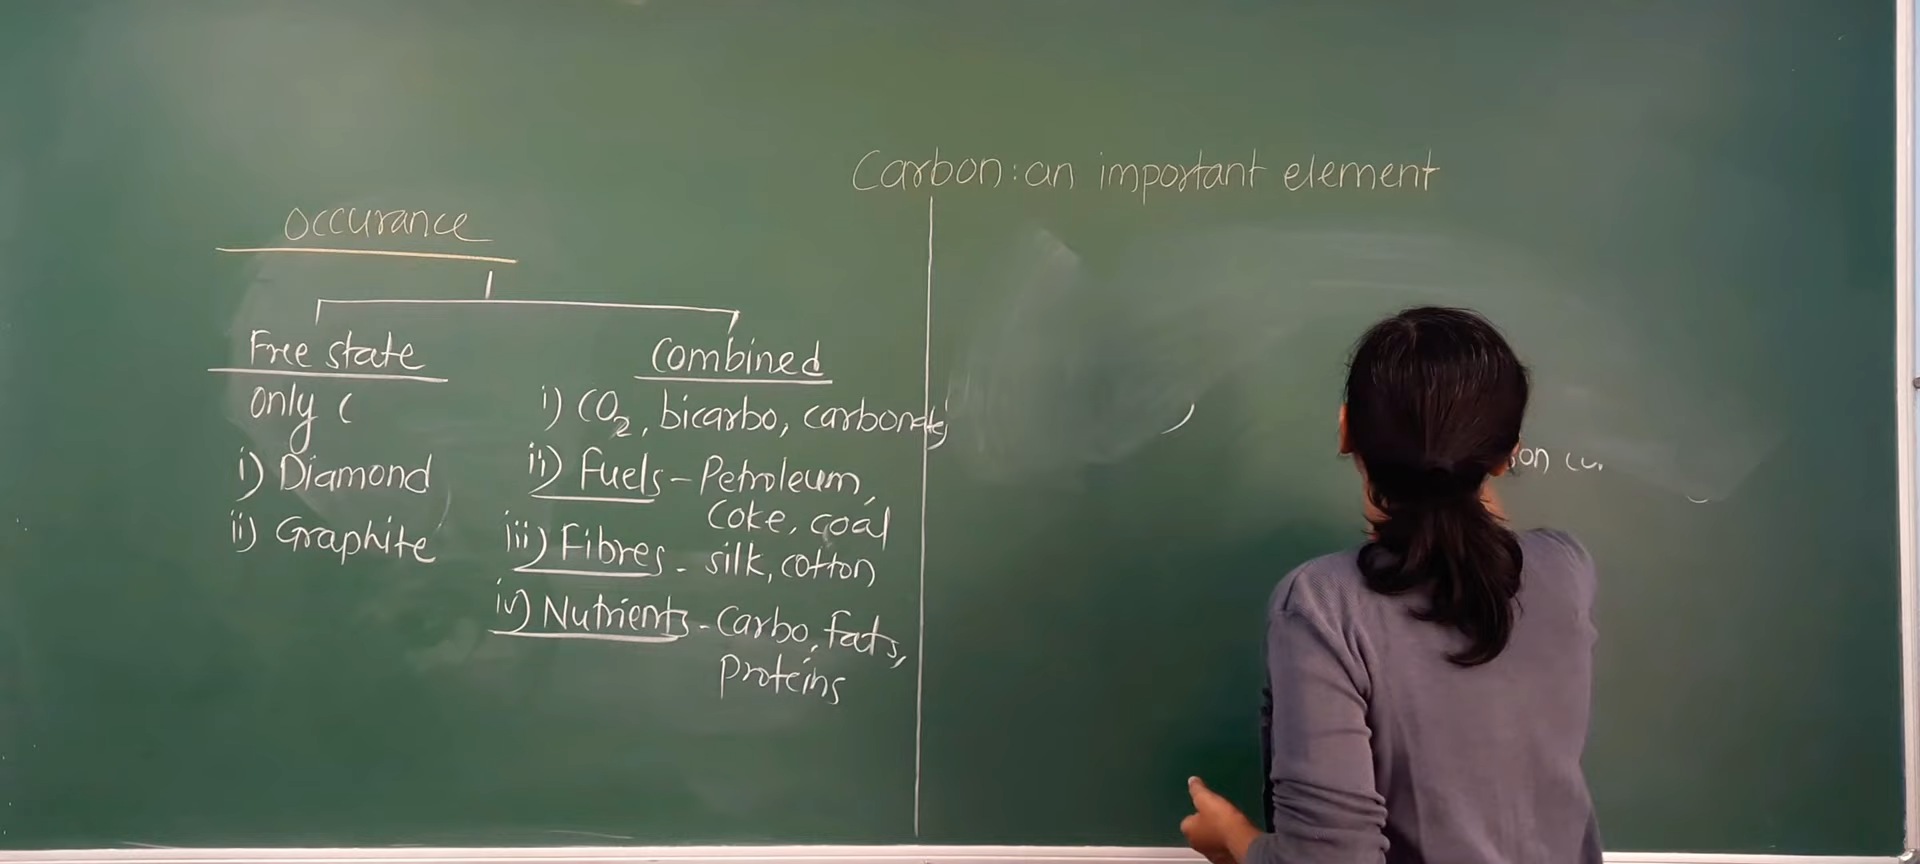 Carbon: an important element
Occurance
Free state
only C
i) Diamond
ii) Graphite
Combined
i) CO₂, bicarbo, carbonate
ii) Fuels - Petroleum,
coke, coal
iii) Fibres - silk, cotton
iv) Nutrients - Carbo, fats,
proteins